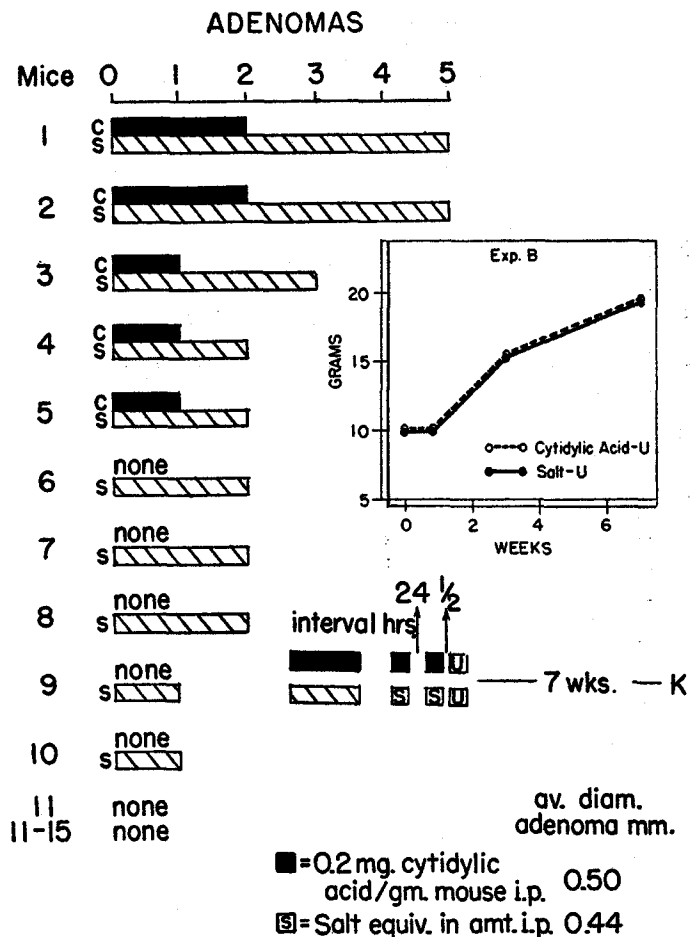 ADENOMAS
Mice 0 1 2 3 4 5
1 C
S
2 C
S
3 C
S
4 C
S
5 C
S
6 none
S
7 none
S
8 none
S
9 none
S
10 none
S
11 none
11-15 none
Exp. B
GRAMS
20
15
10
5
Cytidylic Acid-U
Salt-U
0 2 4 6
WEEKS
24 ½
interval hrs
U
S S U
7 wks. — K
av. diam.
adenoma mm.
■=0.2 mg. cytidylic
acid/gm. mouse i.p. 0.50
S=Salt equiv. in amt. i.p. 0.44